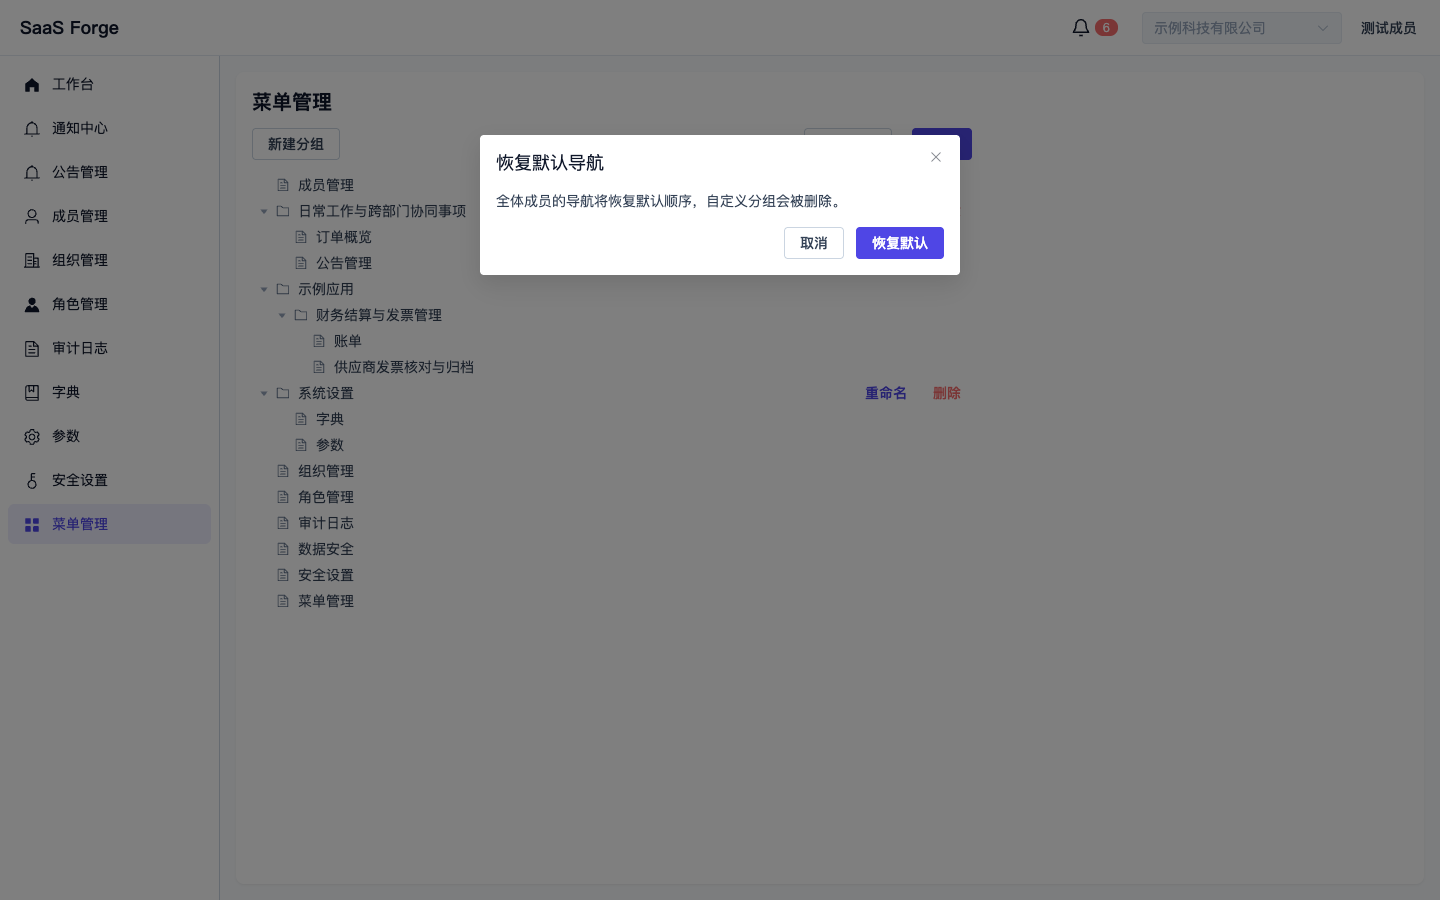 SaaS Forge
6
示例科技有限公司
测试成员
工作台
通知中心
公告管理
成员管理
组织管理
角色管理
审计日志
字典
参数
安全设置
菜单管理
菜单管理
新建分组
成员管理
日常工作与跨部门协同事项
订单概览
公告管理
示例应用
财务结算与发票管理
账单
供应商发票核对与归档
系统设置
重命名
删除
字典
参数
组织管理
角色管理
审计日志
数据安全
安全设置
菜单管理
恢复默认导航
全体成员的导航将恢复默认顺序，自定义分组会被删除。
取消
恢复默认